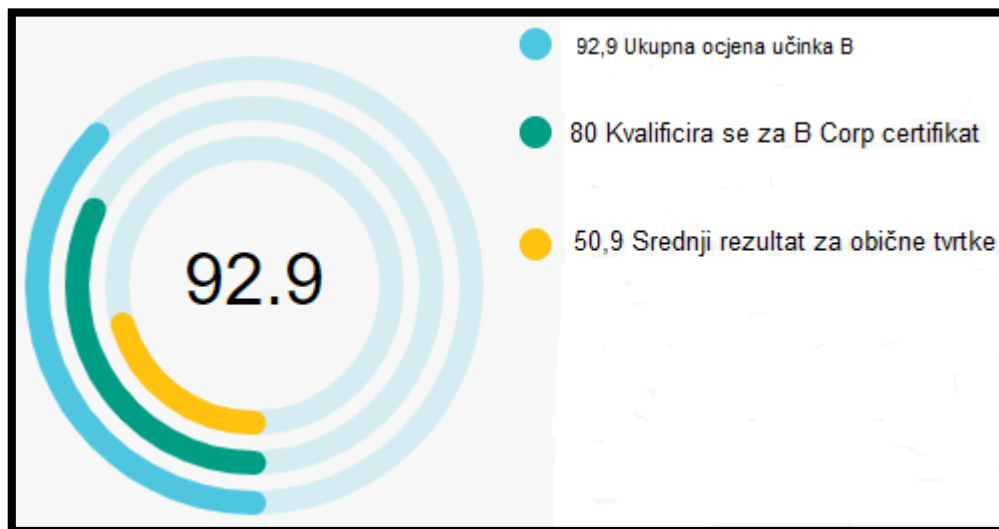 92,9 Ukupna ocjena učinka B
80 Kvalificira se za B Corp certifikat
50,9 Srednji rezultat za obične tvrtke
92.9